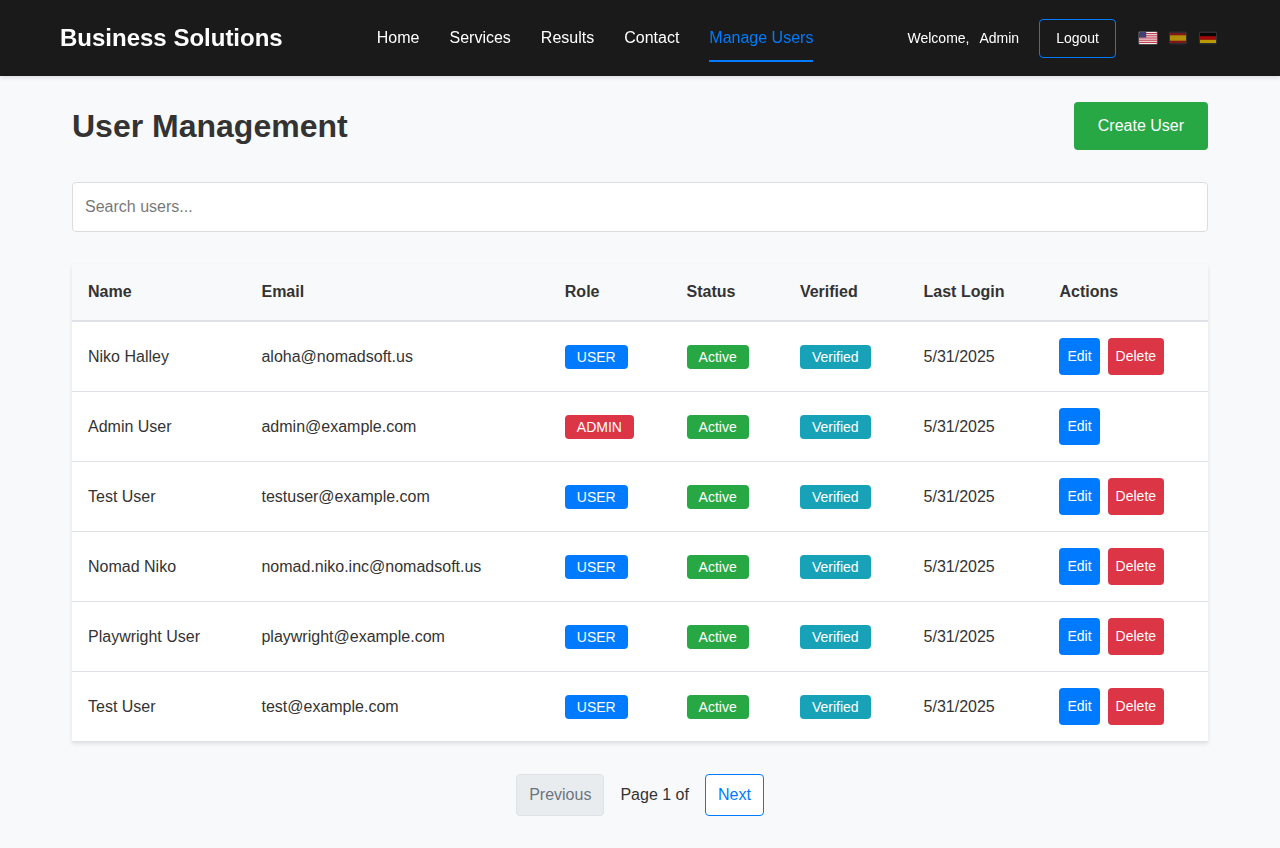 Business Solutions Home Services Results Contact Manage Users Welcome, Admin Logout
User Management Create User
Search users...
Name Email Role Status Verified Last Login Actions
Niko Halley aloha@nomadsoft.us USER Active Verified 5/31/2025 Edit Delete
Admin User admin@example.com ADMIN Active Verified 5/31/2025 Edit
Test User testuser@example.com USER Active Verified 5/31/2025 Edit Delete
Nomad Niko nomad.niko.inc@nomadsoft.us USER Active Verified 5/31/2025 Edit Delete
Playwright User playwright@example.com USER Active Verified 5/31/2025 Edit Delete
Test User test@example.com USER Active Verified 5/31/2025 Edit Delete
Previous Page 1 of Next